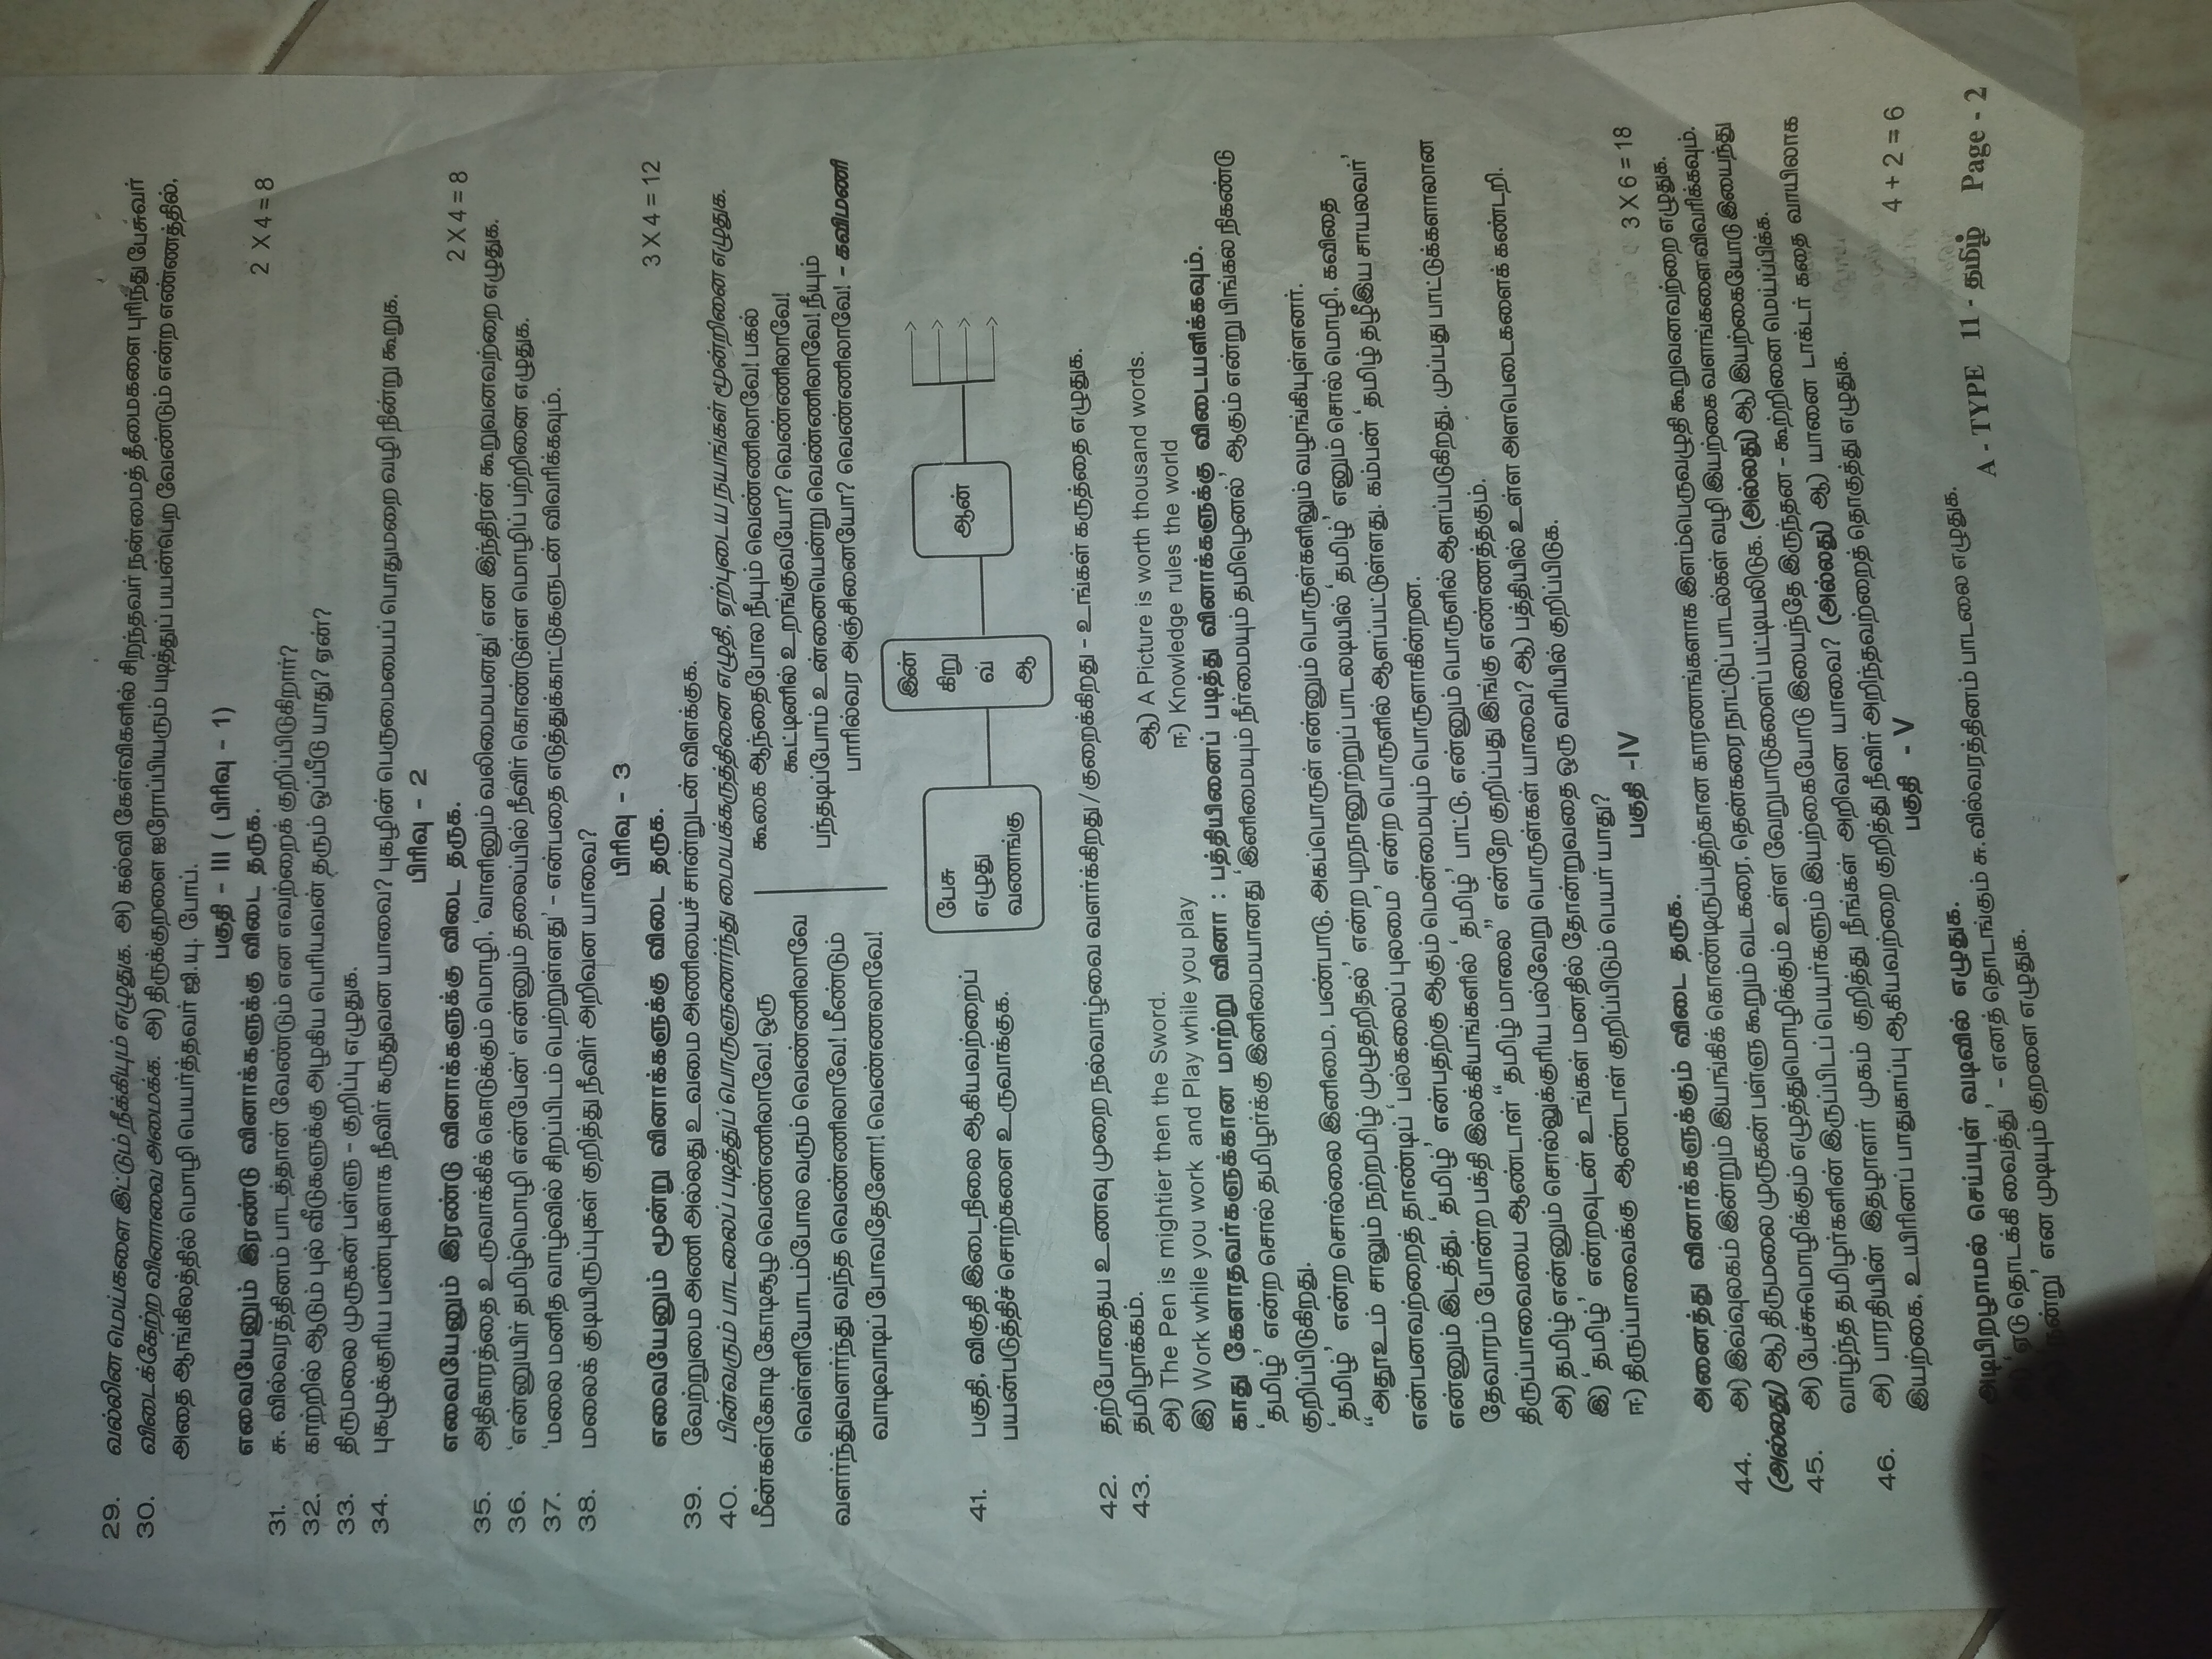 29. வல்லின மெய்களை இட்டும் நீக்கியும் எழுதுக. அ) கல்வி கேள்விகளில் சிறந்தவர் நன்மைத் தீமைகளை புரிந்து பேசுவர்
30. விடைக்கேற்ற வினாவை அமைக்க. அ) திருக்குறளை ஐரோப்பியரும் படித்துப் பயன்பெற வேண்டும் என்ற எண்ணத்தில்,
அதை ஆங்கிலத்தில் மொழி பெயர்த்தவர் ஜி.யு. போப்.
பகுதி - III ( பிரிவு - 1)
எவையேனும் இரண்டு வினாக்களுக்கு விடை தருக. 2 X 4 = 8
31. சு. வில்வரத்தினம் பாடத்தான் வேண்டும் என எவற்றைக் குறிப்பிடுகிறார்?
32. காற்றில் ஆடும் புல் வீடுகளுக்கு அழகிய பெரியவன் தரும் ஒப்பீடு யாது? ஏன்?
33. திருமலை முருகன் பள்ளு - குறிப்பு எழுதுக.
34. புகழுக்குரிய பண்புகளாக நீவிர் கருதுவன யாவை? புகழின் பெருமையைப் பொதுமறை வழி நின்று கூறுக.
பிரிவு - 2
எவையேனும் இரண்டு வினாக்களுக்கு விடை தருக. 2 X 4 = 8
35. அதிகாரத்தை உருவாக்கிக் கொடுக்கும் மொழி, 'வாளினும் வலிமையனது' என இந்திரன் கூறுவனவற்றை எழுதுக.
36. 'என்னுயிர் தமிழ்மொழி என்பேன்' என்னும் தலைப்பில் நீவிர் கொண்டுள்ள மொழிப் பற்றினை எழுதுக.
37. 'மலை மனித வாழ்வில் சிறப்பிடம் பெற்றுள்ளது' - என்பதை எடுத்துக்காட்டுகளுடன் விவரிக்கவும்.
38. மலைக் குடியிருப்புகள் குறித்து நீவிர் அறிவன யாவை?
பிரிவு - 3
எவையேனும் மூன்று வினாக்களுக்கு விடை தருக. 3 X 4 = 12
39. வேற்றுமை அணி அல்லது உவமை அணியைச் சான்றுடன் விளக்குக.
40. பின்வரும் பாடலைப் படித்துப் பொருளுணர்ந்து மையக்கருத்தினை எழுதி, ஏற்புடைய நயங்கள் மூன்றினை எழுதுக.
மீன்கள்கோடி கோடிசூழ வெண்ணிலாவே! ஒரு
வெள்ளியோடம்போல வரும் வெண்ணிலாவே
வளர்ந்துவளர்ந்து வந்த வெண்ணிலாவே! மீண்டும்
வாடிவாடிப் போவதேனோ! வெண்ணலாவே!
கூகை ஆந்தைபோல நீயும் வெண்ணிலாவே! பகல்
கூட்டினில் உறங்குவயோ? வெண்ணிலாவே!
பந்தடிப்போம் உன்னையென்று வெண்ணிலாவே! நீயும்
பாரில்வர அஞ்சினையோ? வெண்ணிலாவே! - கவிமணி
41. பகுதி, விகுதி இடைநிலை ஆகியவற்றைப்
பயன்படுத்திச் சொற்களை உருவாக்குக.
பேசு
எழுது
வணங்கு
இன்
கிறு
வ்
ஆ
ஆன்
42. தற்போதைய உணவு முறை நல்வாழ்வை வளர்க்கிறது / குறைக்கிறது - உங்கள் கருத்தை எழுதுக.
43. தமிழாக்கம்.
அ) The Pen is mightier then the Sword. ஆ) A Picture is worth thousand words.
இ) Work while you work and Play while you play ஈ) Knowledge rules the world
காது கேளாதவர்களுக்கான மாற்று வினா : பத்தியினைப் படித்து வினாக்களுக்கு விடையளிக்கவும்.
'தமிழ்' என்ற சொல் தமிழர்க்கு இனிமையானது 'இனிமையும் நீர்மையும் தமிழெனல்' ஆகும் என்று பிங்கல நிகண்டு
குறிப்பிடுகிறது.
'தமிழ்' என்ற சொல்லை இனிமை, பண்பாடு, அகப்பொருள் என்னும் பொருள்களிலும் வழங்கியுள்ளனர்.
"அதூஉம் சாலும் நற்றமிழ் முழுதறிதல்' என்ற புறநானூற்றுப் பாடலடியில் 'தமிழ்' எனும் சொல் மொழி, கவிதை
என்பனவற்றைத் தாண்டிப் 'பல்கலைப் புலமை' என்ற பொருளில் ஆளப்பட்டுள்ளது. கம்பன் 'தமிழ் தழீஇய சாயலவர்'
என்னும் இடத்து, 'தமிழ்' என்பதற்கு ஆகும் மென்மையும் பொருளாகின்றன.
தேவாரம் போன்ற பக்தி இலக்கியங்களில் 'தமிழ்' பாட்டு, என்னும் பொருளில் ஆளப்படுகிறது. முப்பது பாட்டுக்களாலான
திருப்பாவையை ஆண்டாள் "தமிழ் மாலை" என்றே குறிப்பது இங்கு எண்ணத்தகும்.
அ) தமிழ் என்னும் சொல்லுக்குரிய பல்வேறு பொருள்கள் யாவை? ஆ) பத்தியில் உள்ள அளபெடைகளைக் கண்டறி.
இ) 'தமிழ்' என்றவுடன் உங்கள் மனதில் தோன்றுவதை ஒரு வரியில் குறிப்பிடுக.
ஈ) திருப்பாவைக்கு ஆண்டாள் குறிப்பிடும் பெயர் யாது?
பகுதி -IV
அனைத்து வினாக்களுக்கும் விடை தருக. 3 X 6 = 18
44. அ) இவ்வுலகம் இன்றும் இயங்கிக் கொண்டிருப்பதற்கான காரணங்களாக இளம்பெருவழுதி கூறுவனவற்றை எழுதுக.
(அல்லது) ஆ) திருமலை முருகன் பள்ளு கூறும் வடகரை, தென்கரை நாட்டுப் பாடல்கள் வழி இயற்கை வளங்களை விவரிக்கவும்.
45. அ) பேச்சுமொழிக்கும் எழுத்துமொழிக்கும் உள்ள வேறுபாடுகளைப் பட்டியலிடுக. (அல்லது) ஆ) இயற்கையோடு இயைந்து
வாழ்ந்த தமிழர்களின் இருப்பிடப் பெயர்களும் இயற்கையோடு இயைந்தே இருந்தன - கூற்றினை மெய்ப்பிக்க.
46. அ) பாரதியின் இதழாளர் முகம் குறித்து நீங்கள் அறிவன யாவை? (அல்லது) ஆ) யானை டாக்டர் கதை வாயிலாக
இயற்கை, உயிரினப் பாதுகாப்பு ஆகியவற்றை குறித்து நீவிர் அறிந்தவற்றைத் தொகுத்து எழுதுக.
பகுதி - V
அடிபிறழாமல் செய்யுள் வடிவில் எழுதுக. 4 + 2 = 6
'ஏடு தொடக்கி வைத்து' - எனத் தொடங்கும் சு.வில்வரத்தினம் பாடலை எழுதுக.
'நன்று' என முடியும் குறளை எழுதுக.
A - TYPE 11 - தமிழ் Page - 2